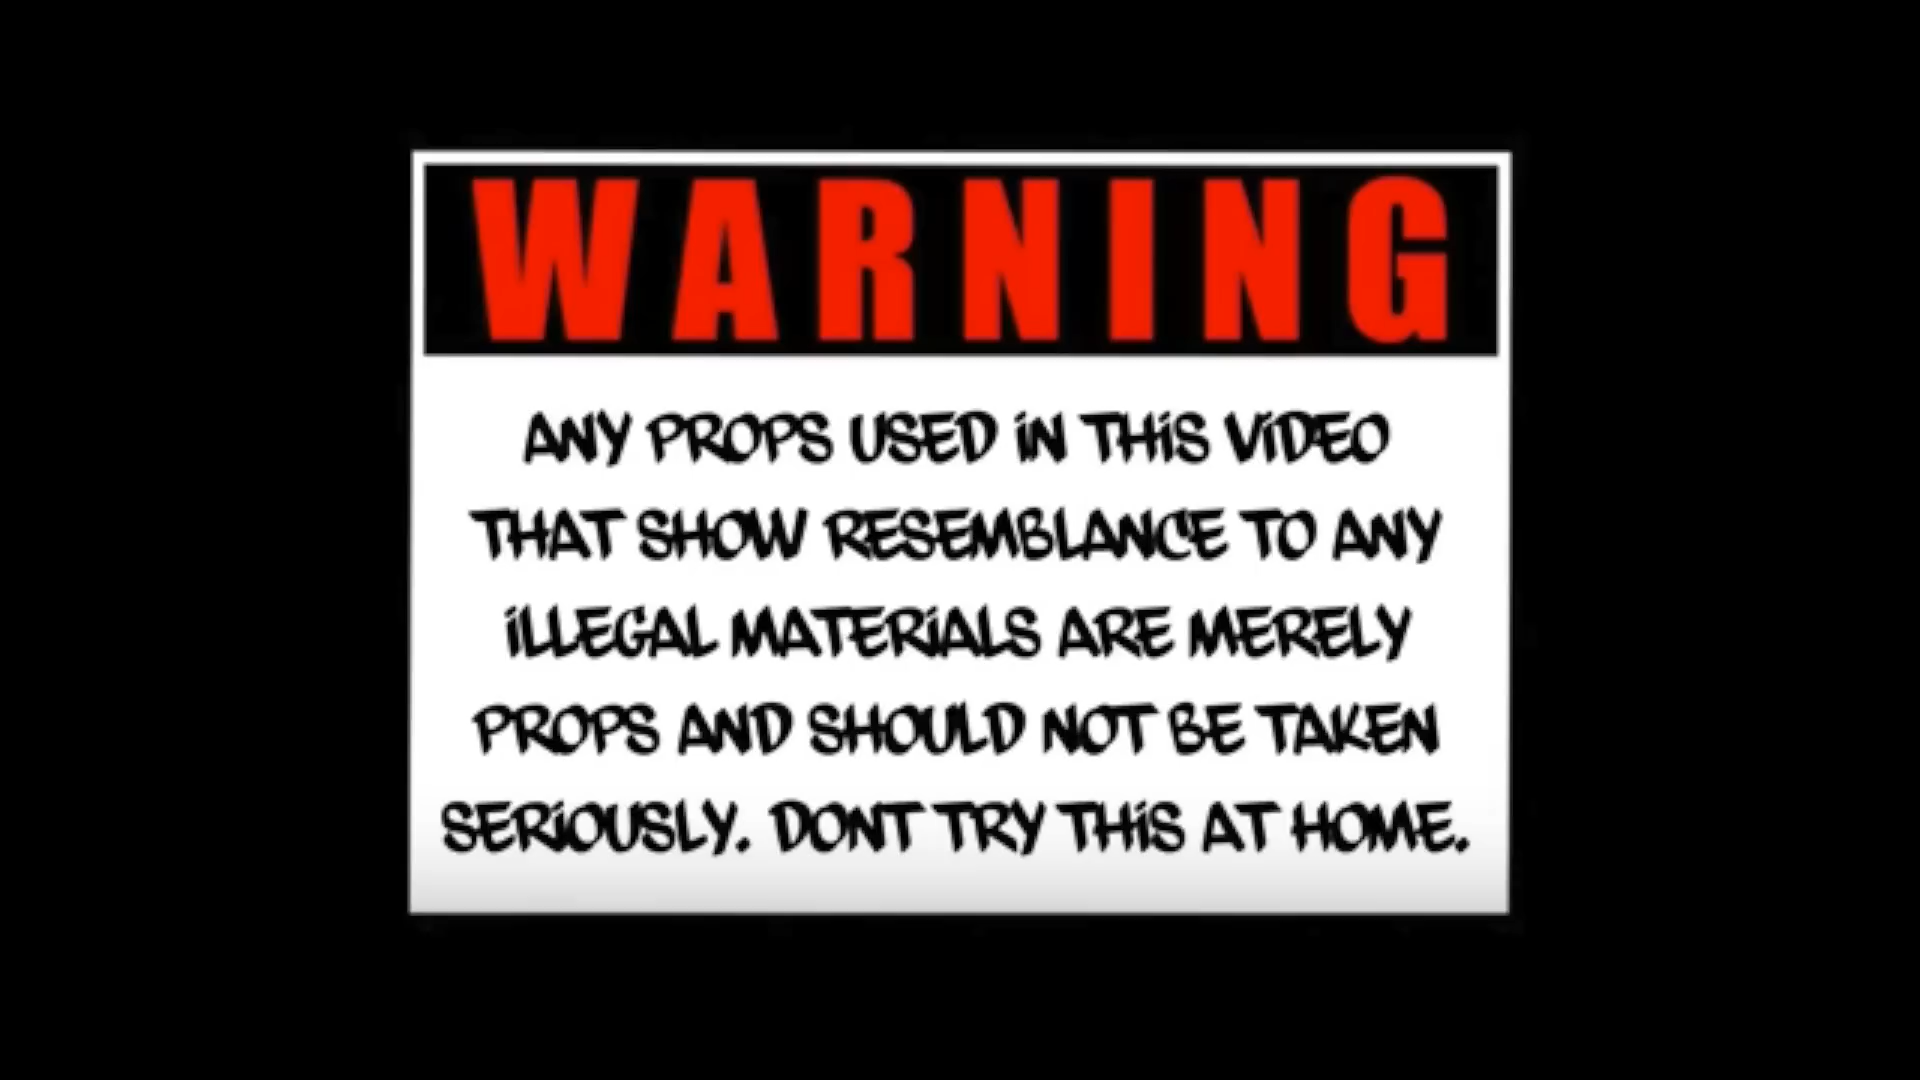 WARNING
ANY PROPS USED iN THiS ViDEO
THAT SHOW RESEMBLANCE TO ANY
iLLEGAL MATERiALS ARE MERELY
PROPS AND SHOULD NOT BE TAKEN
SERiOUSLY. DONT TRY THiS AT HOME.